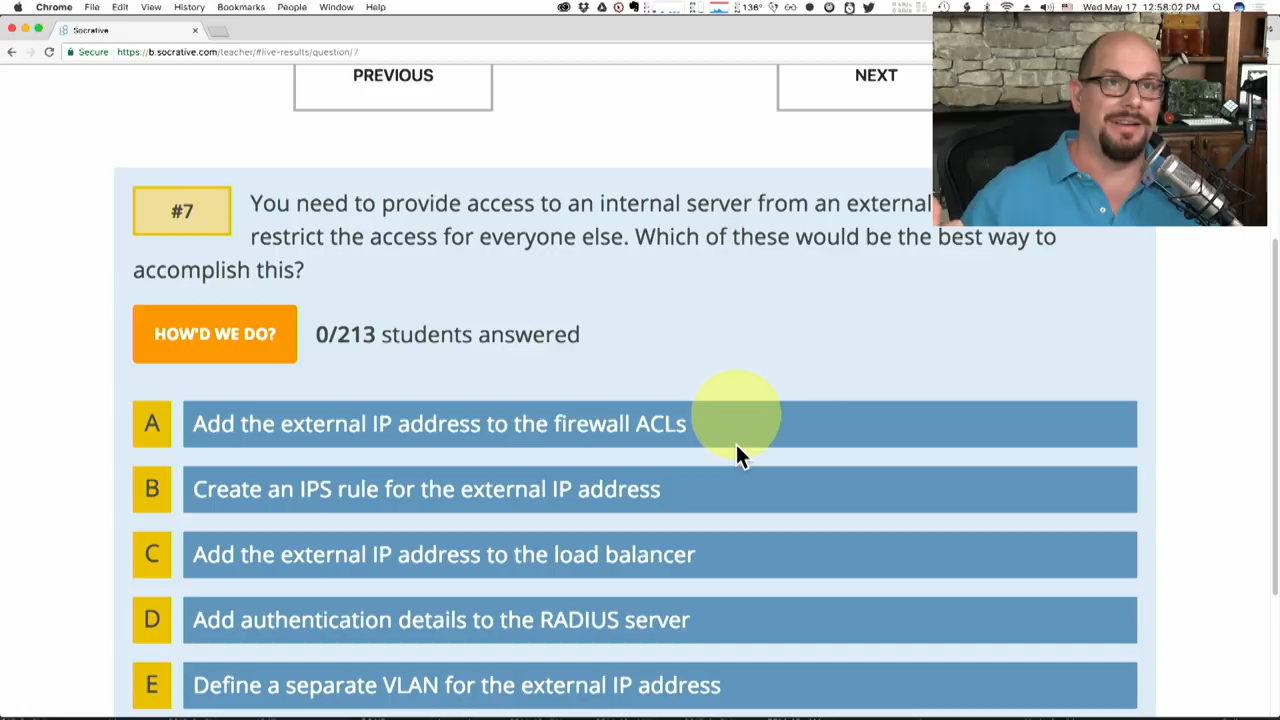 Chrome File Edit View History Bookmarks People Window Help 136° Wed May 17 12:58:02 PM
Socrative
Secure https://b.socrative.com/teacher/#live-results/question/7
PREVIOUS
NEXT
#7
You need to provide access to an internal server from an external
restrict the access for everyone else. Which of these would be the best way to
accomplish this?
HOW'D WE DO?
0/213 students answered
A Add the external IP address to the firewall ACLs
B Create an IPS rule for the external IP address
C Add the external IP address to the load balancer
D Add authentication details to the RADIUS server
E Define a separate VLAN for the external IP address